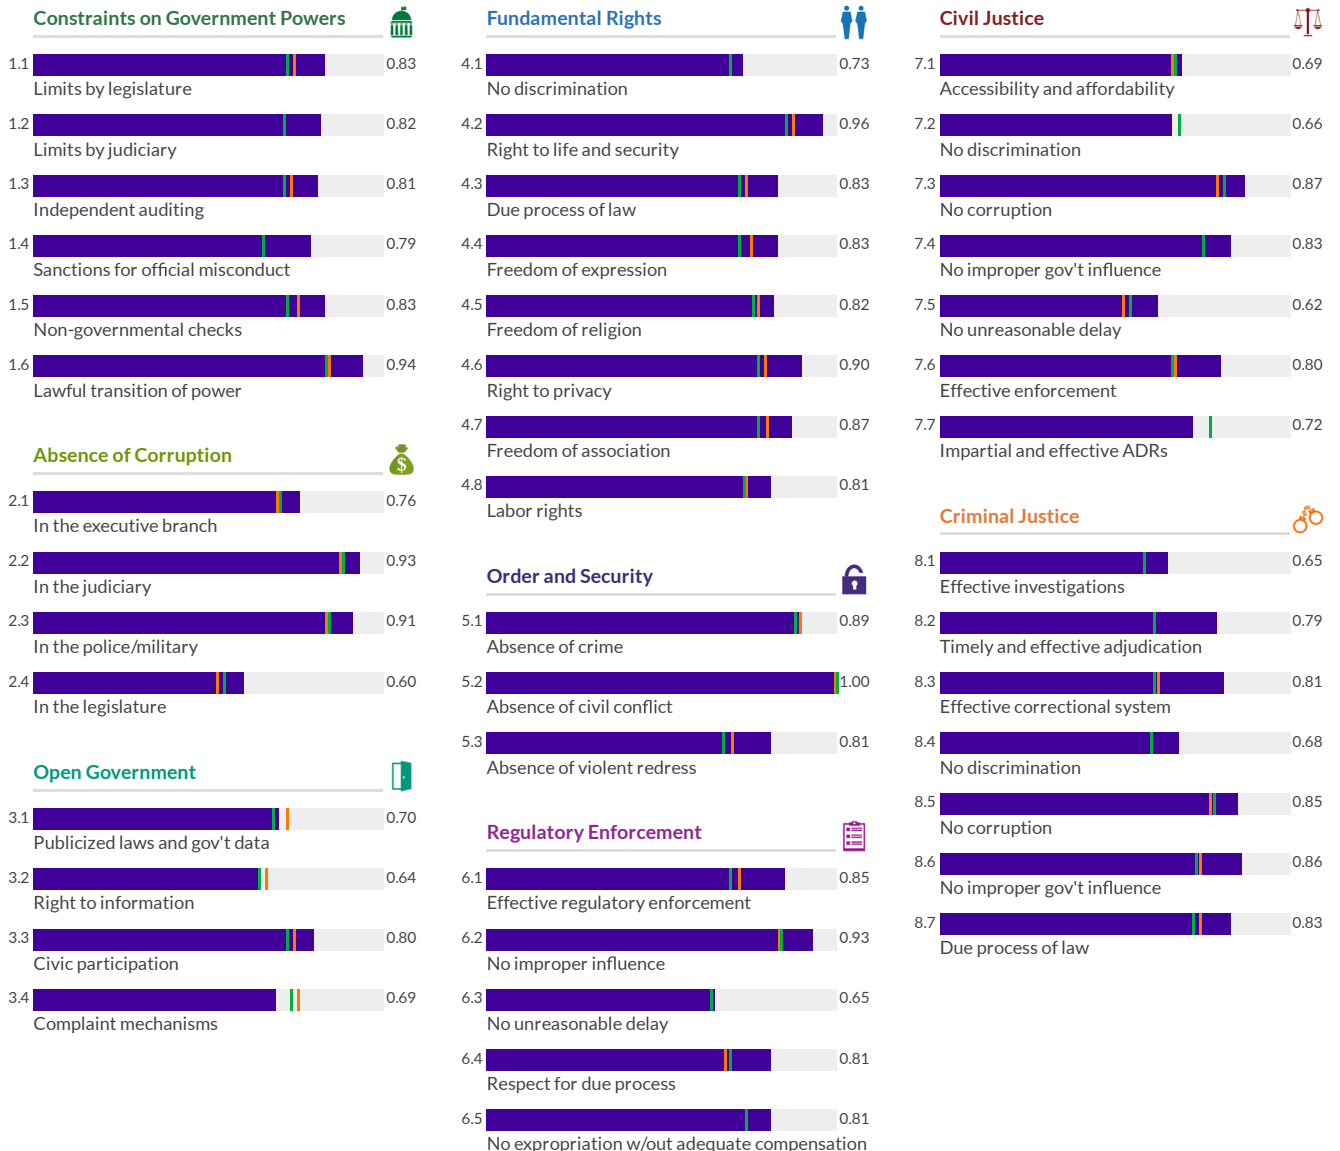 Constraints on Government Powers
1.1 0.83
Limits by legislature
1.2 0.82
Limits by judiciary
1.3 0.81
Independent auditing
1.4 0.79
Sanctions for official misconduct
1.5 0.83
Non-governmental checks
1.6 0.94
Lawful transition of power
Absence of Corruption
$
2.1 0.76
In the executive branch
2.2 0.93
In the judiciary
2.3 0.91
In the police/military
2.4 0.60
In the legislature
Open Government
3.1 0.70
Publicized laws and gov't data
3.2 0.64
Right to information
3.3 0.80
Civic participation
3.4 0.69
Complaint mechanisms
Fundamental Rights
4.1 0.73
No discrimination
4.2 0.96
Right to life and security
4.3 0.83
Due process of law
4.4 0.83
Freedom of expression
4.5 0.82
Freedom of religion
4.6 0.90
Right to privacy
4.7 0.87
Freedom of association
4.8 0.81
Labor rights
Order and Security
5.1 0.89
Absence of crime
5.2 1.00
Absence of civil conflict
5.3 0.81
Absence of violent redress
Regulatory Enforcement
6.1 0.85
Effective regulatory enforcement
6.2 0.93
No improper influence
6.3 0.65
No unreasonable delay
6.4 0.81
Respect for due process
6.5 0.81
No expropriation w/out adequate compensation
Civil Justice
7.1 0.69
Accessibility and affordability
7.2 0.66
No discrimination
7.3 0.87
No corruption
7.4 0.83
No improper gov't influence
7.5 0.62
No unreasonable delay
7.6 0.80
Effective enforcement
7.7 0.72
Impartial and effective ADRs
Criminal Justice
8.1 0.65
Effective investigations
8.2 0.79
Timely and effective adjudication
8.3 0.81
Effective correctional system
8.4 0.68
No discrimination
8.5 0.85
No corruption
8.6 0.86
No improper gov't influence
8.7 0.83
Due process of law